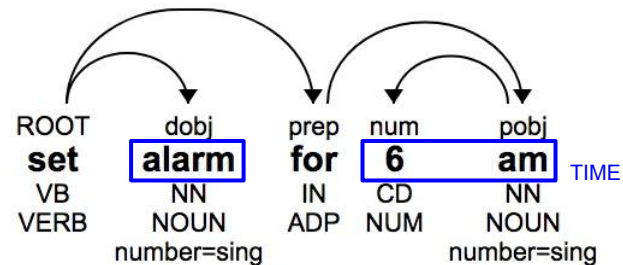 ROOT dobj prep num pobj
set alarm for 6 am TIME
VB NN IN CD NN
VERB NOUN ADP NUM NOUN
number=sing number=sing